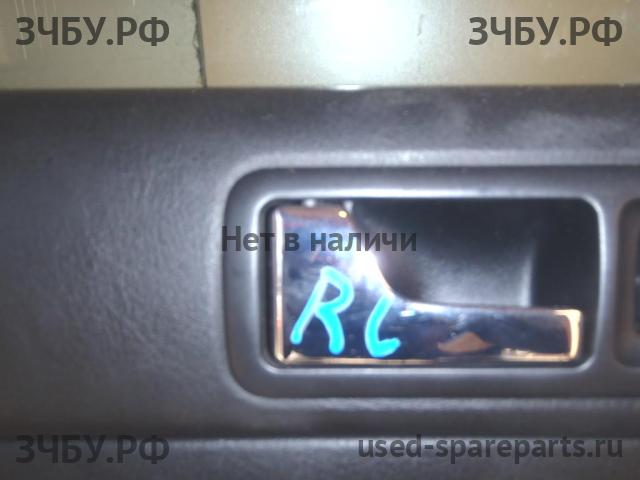 ЗЧБУ.РФ ЗЧБУ.РФ
Нет в наличи
RL
ЗЧБУ.РФ used-spareparts.ru